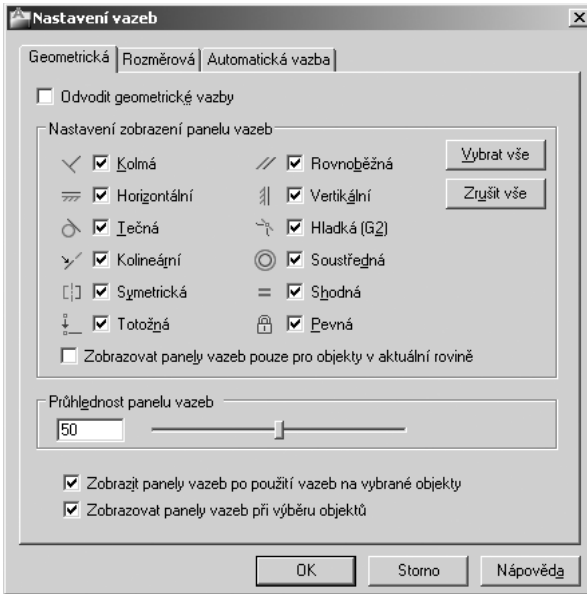 Nastavení vazeb
Geometrická Rozměrová Automatická vazba
Odvodit geometrické vazby
Nastavení zobrazení panelu vazeb
Kolmá Rovnoběžná Vybrat vše
Horizontální Vertikální Zrušit vše
Tečná Hladká (G2)
Kolineární Soustředná
Symetrická Shodná
Totožná Pevná
Zobrazovat panely vazeb pouze pro objekty v aktuální rovině
Průhlednost panelu vazeb
50
Zobrazit panely vazeb po použití vazeb na vybrané objekty
Zobrazovat panely vazeb při výběru objektů
OK Storno Nápověda